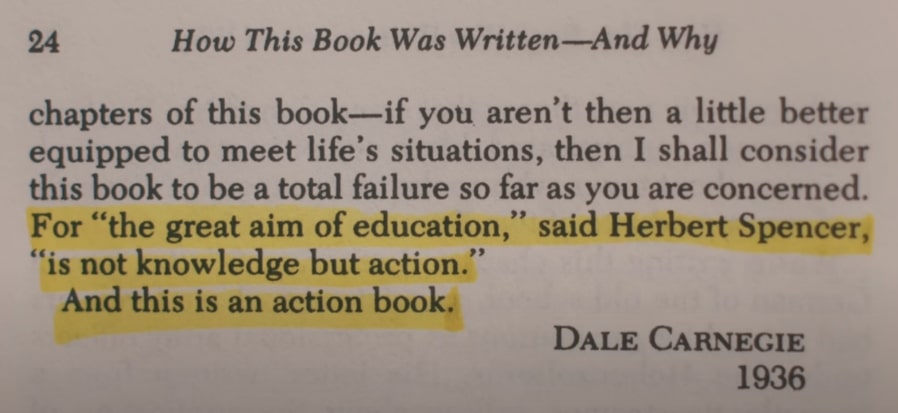 24 How This Book Was Written—And Why
chapters of this book—if you aren't then a little better
equipped to meet life's situations, then I shall consider
this book to be a total failure so far as you are concerned.
For “the great aim of education,” said Herbert Spencer,
“is not knowledge but action.”
And this is an action book.
DALE CARNEGIE
1936